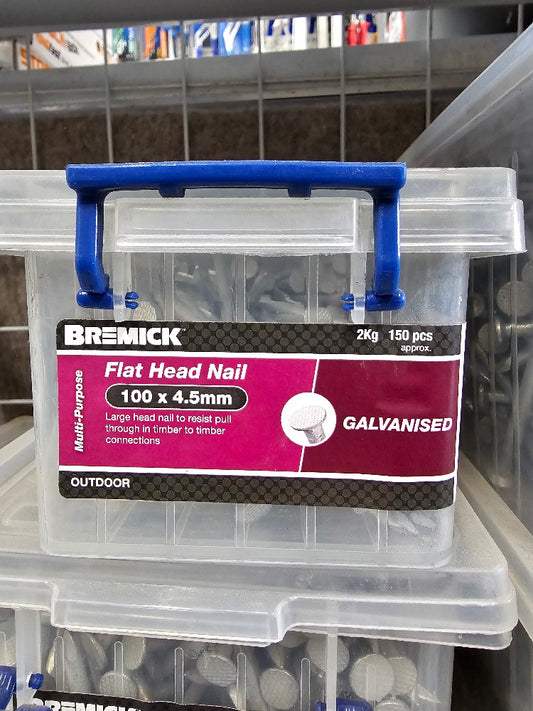 BREMICK 2Kg 150 pcs
approx.
Multi-Purpose
Flat Head Nail
100 x 4.5mm
Large head nail to resist pull
through in timber to timber
connections
GALVANISED
OUTDOOR
BREMICK